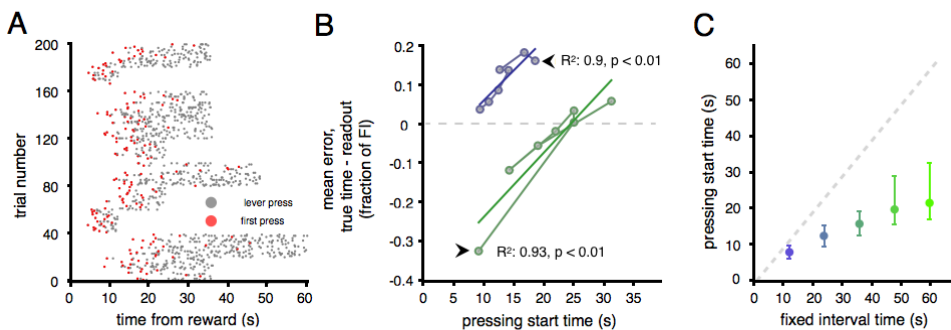 A
200
160
120
80
40
0
trial number
lever press
first press
0
10
20
30
40
50
60
time from reward (s)
B
0.2
0.1
0
-0.1
-0.2
-0.3
-0.4
mean error,
true time - readout
(fraction of FI)
R²: 0.9, p < 0.01
R²: 0.93, p < 0.01
0
5
10
15
20
25
30
35
pressing start time (s)
C
60
50
40
30
20
10
0
pressing start time (s)
0
10
20
30
40
50
60
fixed interval time (s)